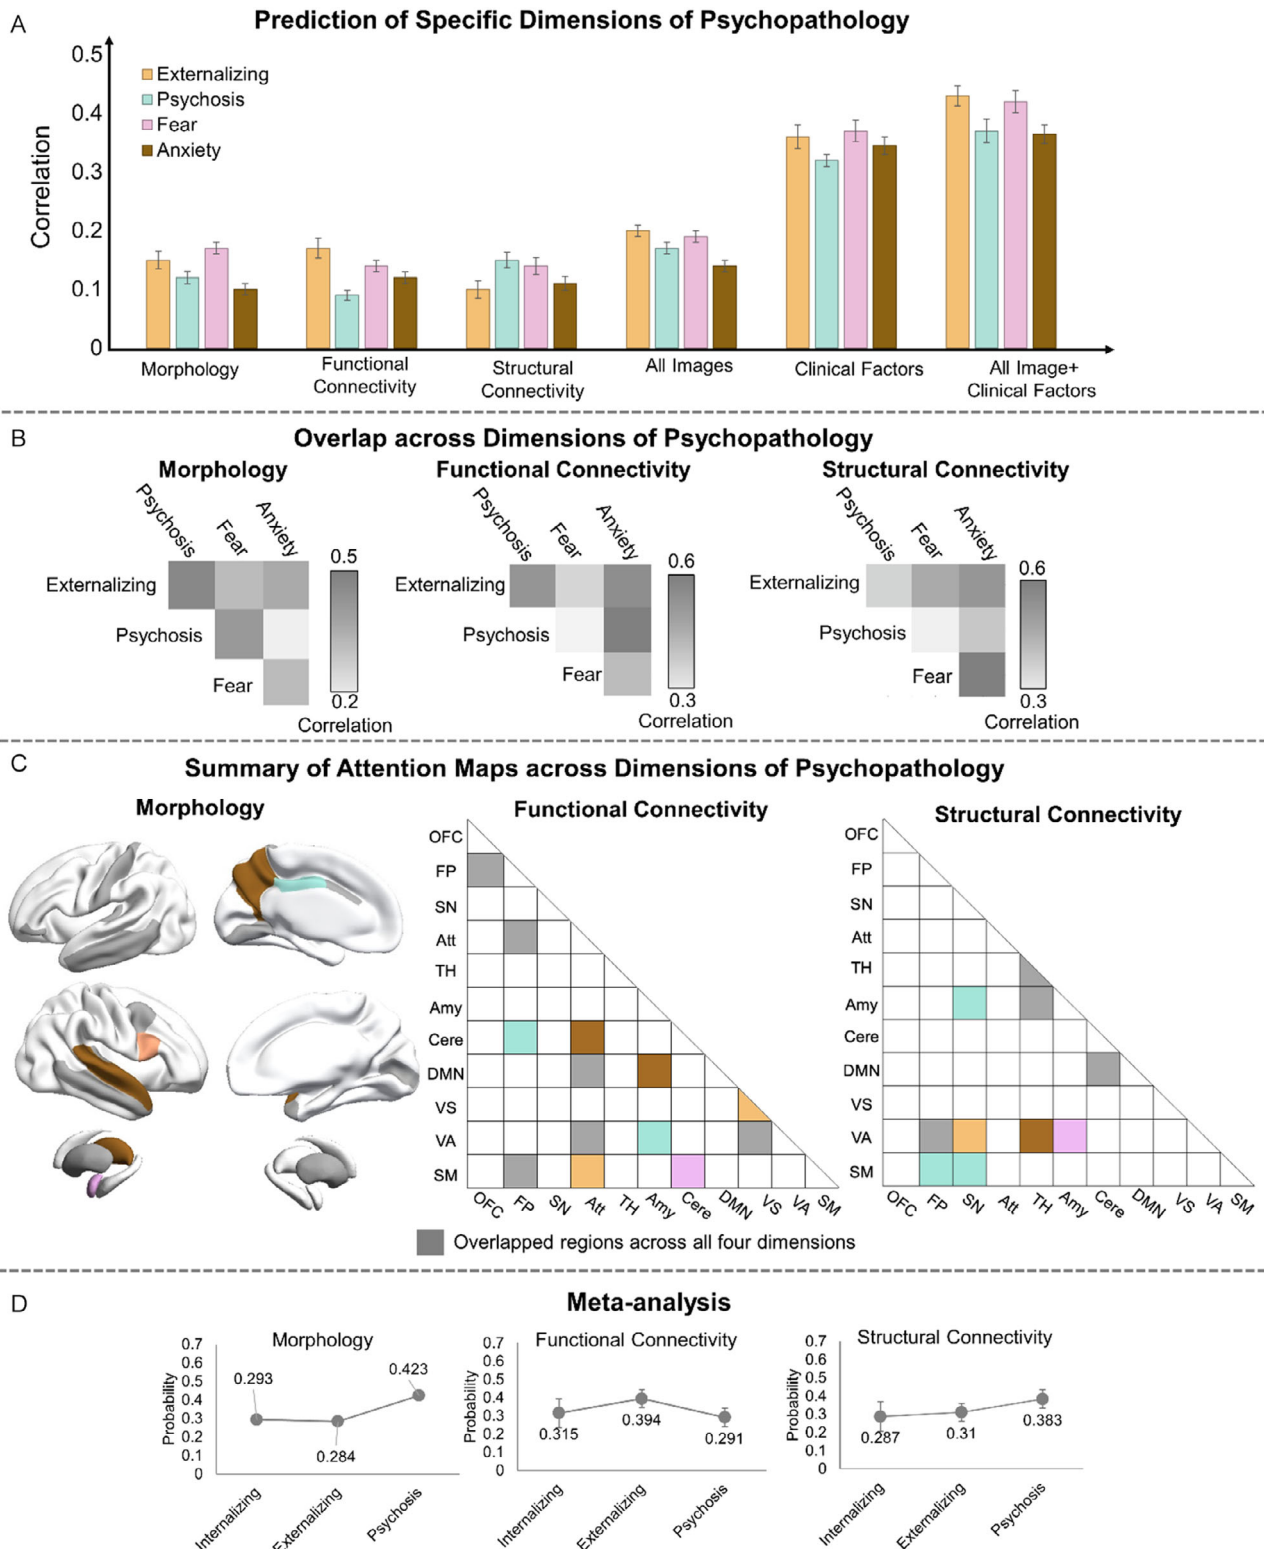 A
Prediction of Specific Dimensions of Psychopathology
Correlation
0.5
0.4
0.3
0.2
0.1
0
Externalizing
Psychosis
Fear
Anxiety
Morphology
Functional
Connectivity
Structural
Connectivity
All Images
Clinical Factors
All Image+
Clinical Factors
B
Overlap across Dimensions of Psychopathology
Morphology
Psychosis
Fear
Anxiety
Externalizing
Psychosis
Fear
0.5
0.2
Correlation
Functional Connectivity
Psychosis
Fear
Anxiety
Externalizing
Psychosis
Fear
0.6
0.3
Correlation
Structural Connectivity
Psychosis
Fear
Anxiety
Externalizing
Psychosis
Fear
0.6
0.3
Correlation
C
Summary of Attention Maps across Dimensions of Psychopathology
Morphology
Functional Connectivity
OFC
FP
SN
Att
TH
Amy
Cere
DMN
VS
VA
SM
OFC
FP
SN
Att
TH
Amy
Cere
DMN
VS
VA
SM
Structural Connectivity
OFC
FP
SN
Att
TH
Amy
Cere
DMN
VS
VA
SM
OFC
FP
SN
Att
TH
Amy
Cere
DMN
VS
VA
SM
Overlapped regions across all four dimensions
D
Meta-analysis
Morphology
Probability
0.7
0.6
0.5
0.4
0.3
0.2
0.1
0
0.293
0.284
0.423
Internalizing
Externalizing
Psychosis
Functional Connectivity
Probability
0.7
0.6
0.5
0.4
0.3
0.2
0.1
0
0.315
0.394
0.291
Internalizing
Externalizing
Psychosis
Structural Connectivity
Probability
0.7
0.6
0.5
0.4
0.3
0.2
0.1
0
0.287
0.31
0.383
Internalizing
Externalizing
Psychosis